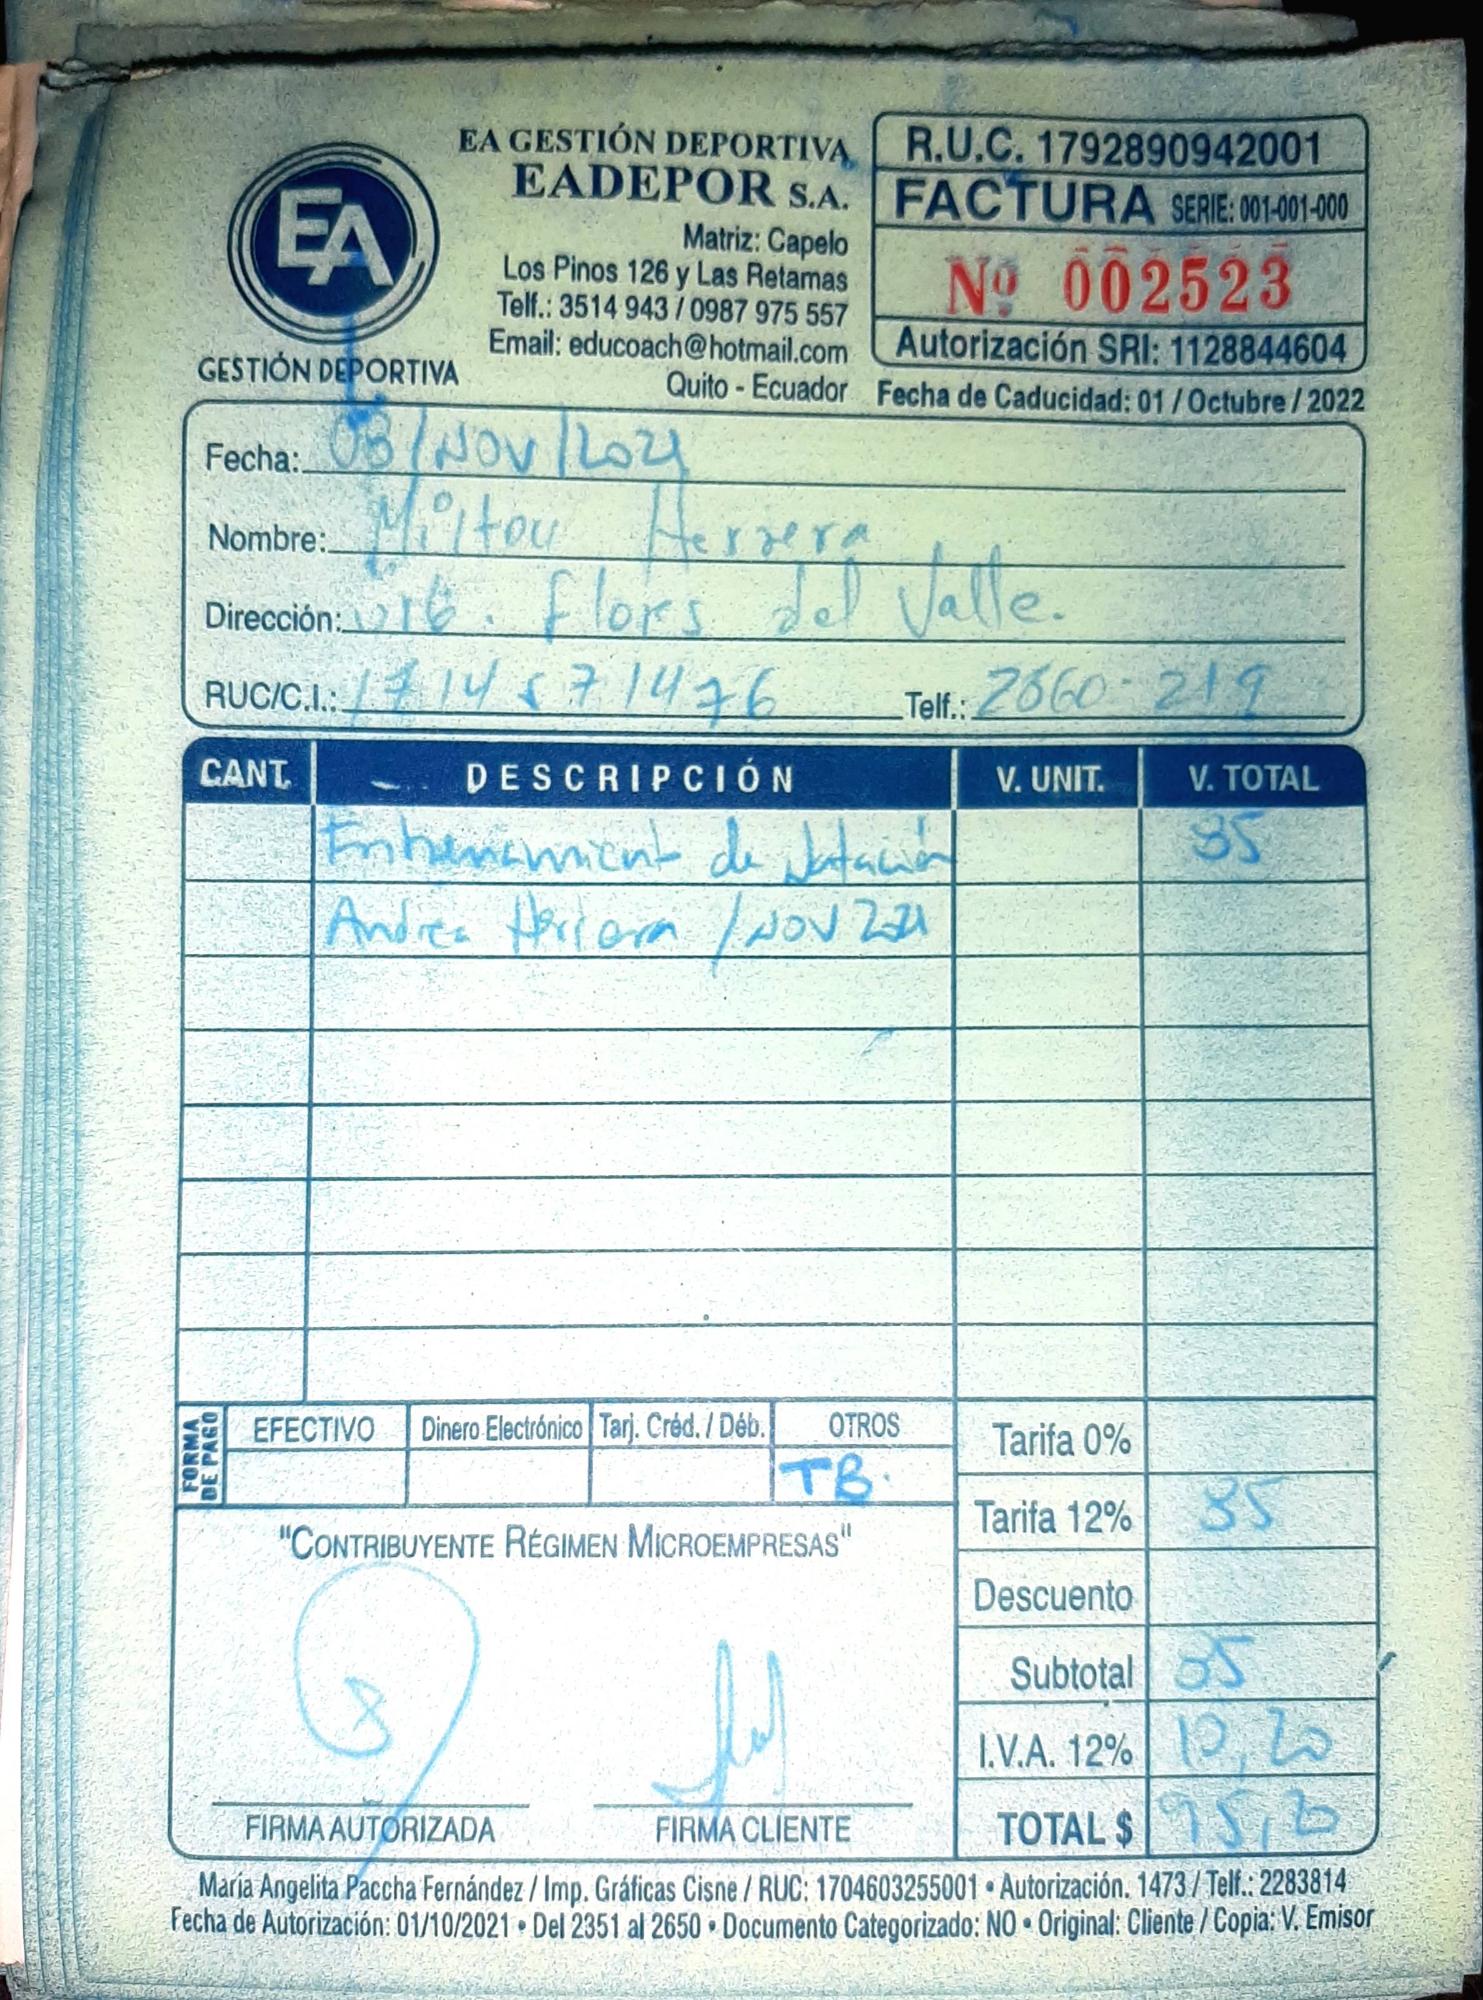 EA GESTIÓN DEPORTIVA
EADEPOR S.A.
Matriz: Capelo
Los Pinos 126 y Las Retamas
Telf.: 3514 943 / 0987 975 557
Email: educoach@hotmail.com
Quito - Ecuador
EA
GESTIÓN DEPORTIVA
R.U.C. 1792890942001
FACTURA SERIE: 001-001-000
Nº 002523
Autorización SRI: 1128844604
Fecha de Caducidad: 01 / Octubre / 2022
Fecha: 08/NOV/2021
Nombre: Milton Herrera
Dirección: Urb. Flores del Valle.
RUC/C.I.: 1714571476 Telf.: 2860-219
CANT. DESCRIPCIÓN V. UNIT. V. TOTAL
Entrenamiento de Natación 85
Andrea Herrera / NOV 2021
FORMA DE PAGO
EFECTIVO Dinero Electrónico Tarj. Créd. / Déb. OTROS
TB.
Tarifa 0%
Tarifa 12% 85
Descuento
Subtotal 85
I.V.A. 12% 10,20
TOTAL $ 95,20
"CONTRIBUYENTE RÉGIMEN MICROEMPRESAS"
FIRMA AUTORIZADA FIRMA CLIENTE
María Angelita Paccha Fernández / Imp. Gráficas Cisne / RUC: 1704603255001 • Autorización. 1473 / Telf.: 2283814
Fecha de Autorización: 01/10/2021 • Del 2351 al 2650 • Documento Categorizado: NO • Original: Cliente / Copia: V. Emisor